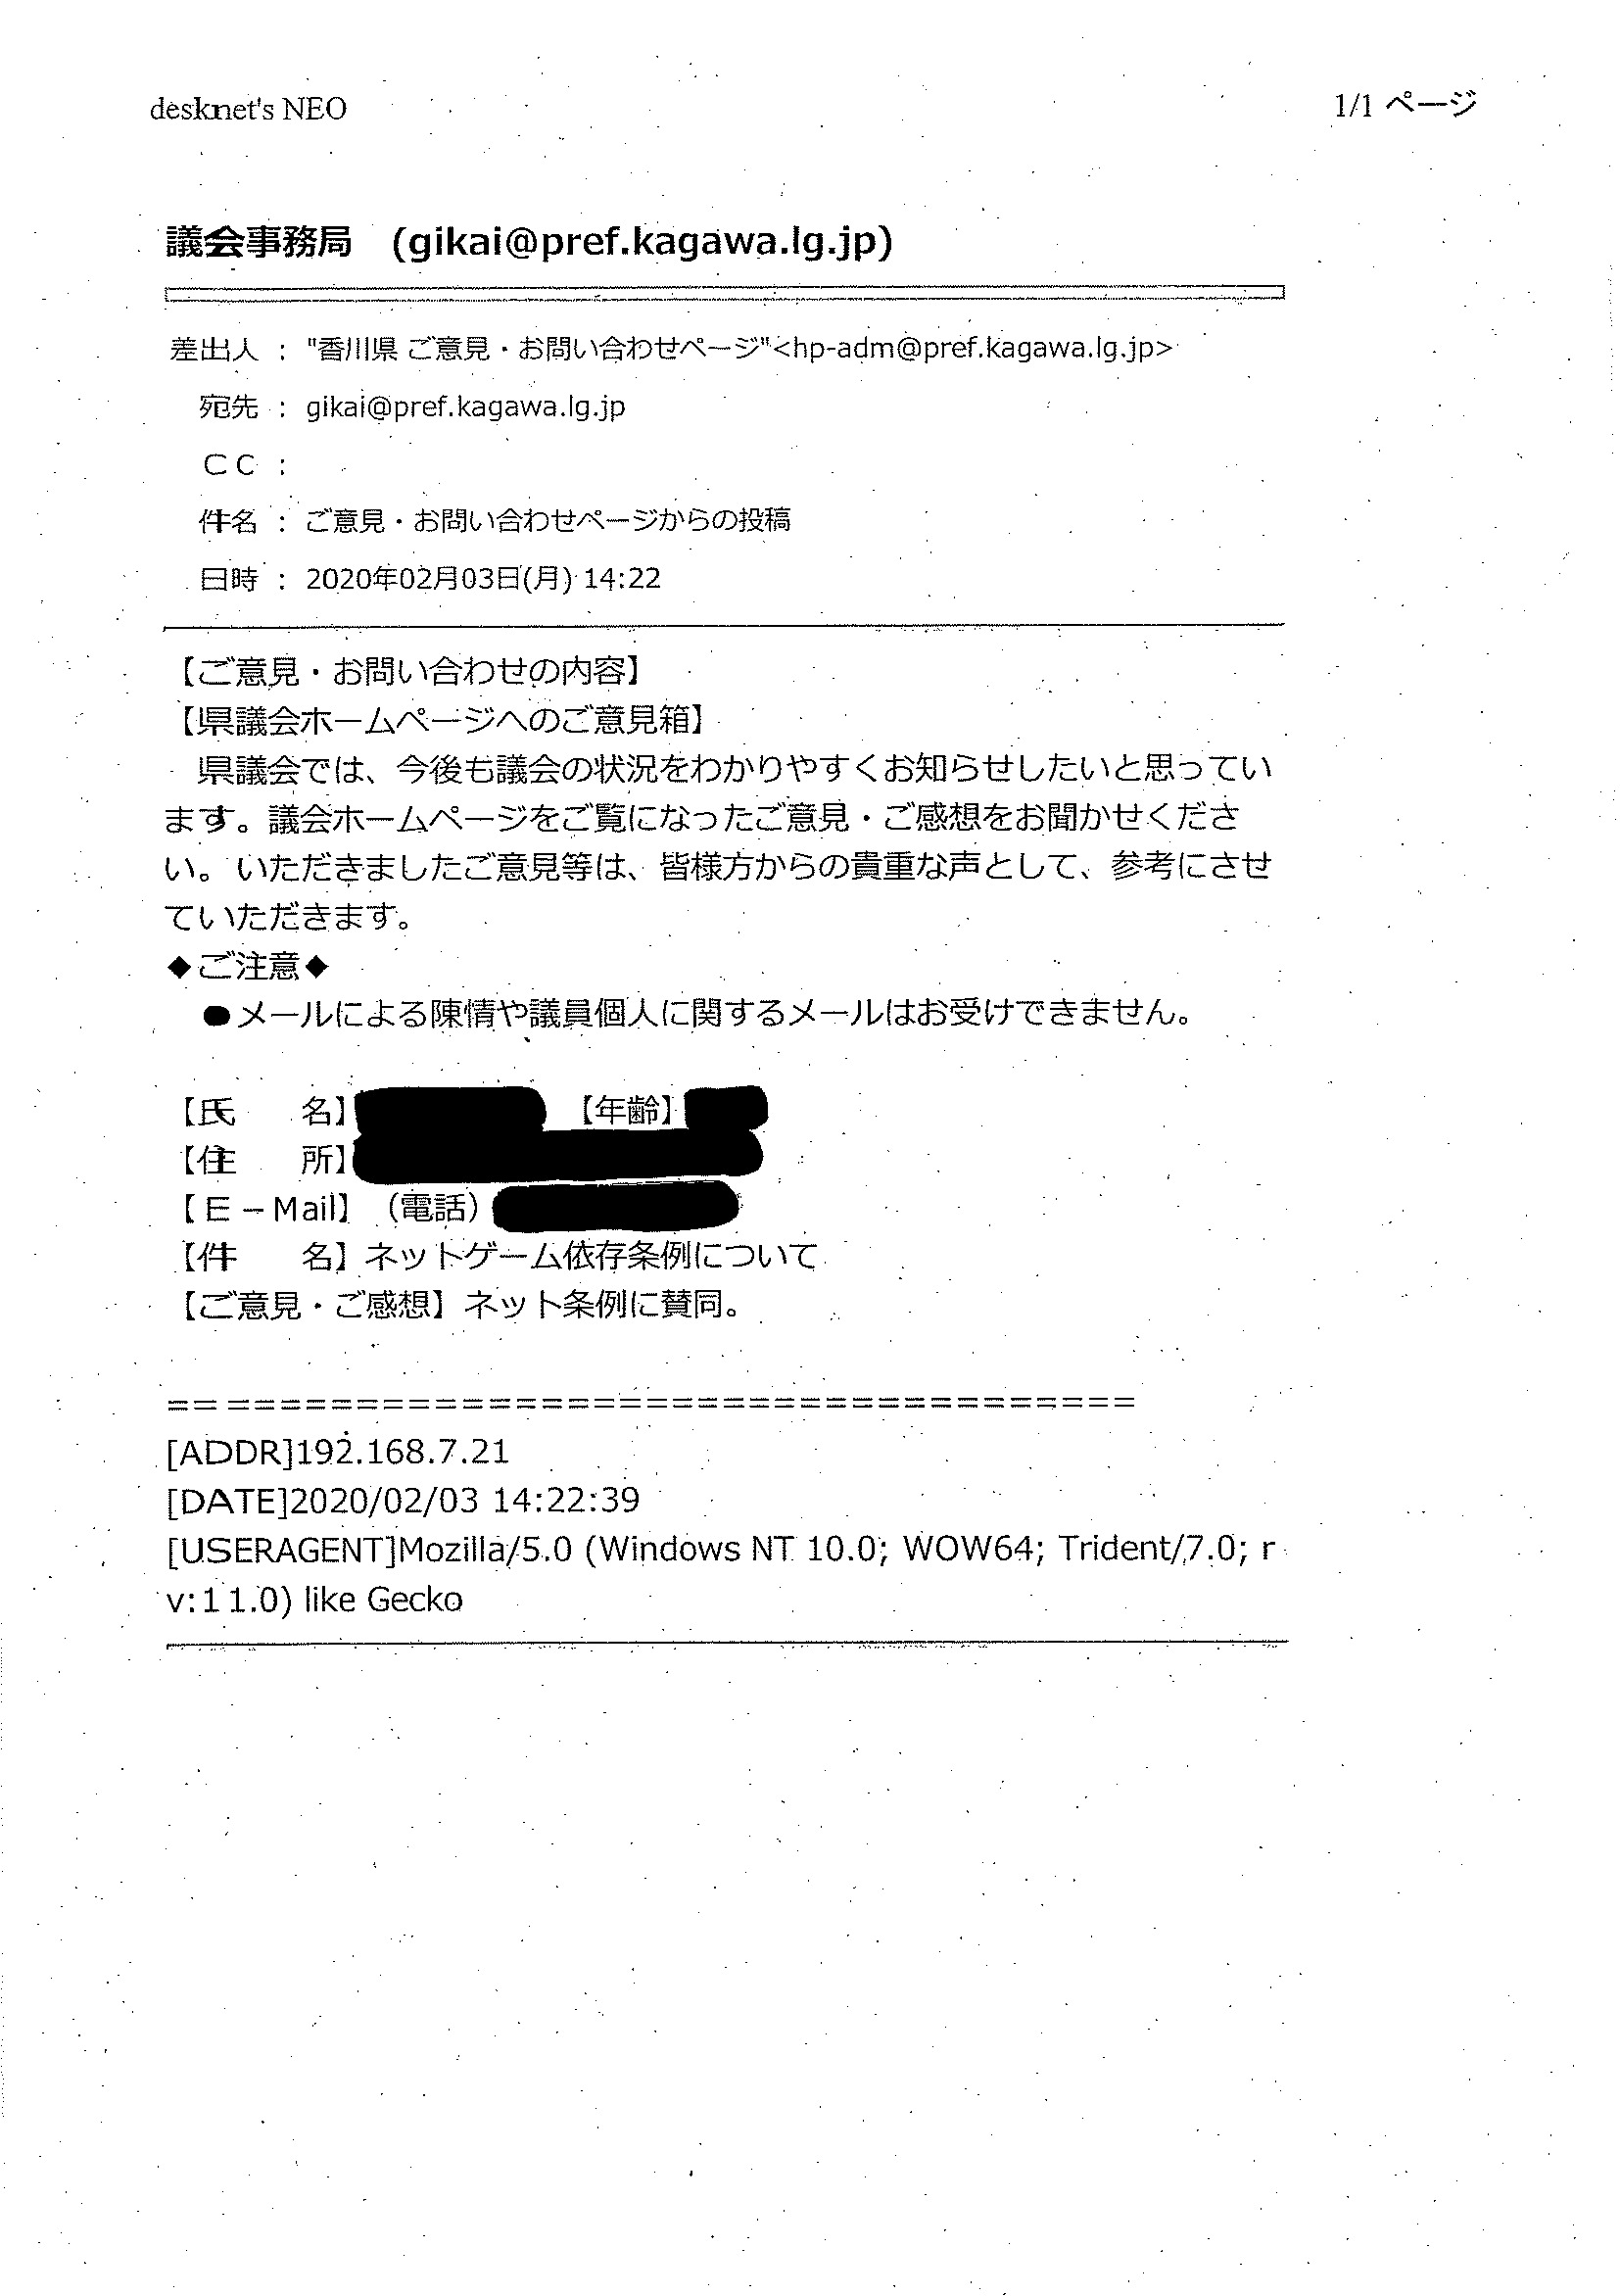 desknet's NEO
1/1 ページ
議会事務局　(gikai@pref.kagawa.lg.jp)
差出人 ： "香川県 ご意見・お問い合わせページ"<hp-adm@pref.kagawa.lg.jp>
宛先 ： gikai@pref.kagawa.lg.jp
ＣＣ ：
件名 ： ご意見・お問い合わせページからの投稿
日時 ： 2020年02月03日(月) 14:22
【ご意見・お問い合わせの内容】
【県議会ホームページへのご意見箱】
　県議会では、今後も議会の状況をわかりやすくお知らせしたいと思ってい
ます。議会ホームページをご覧になったご意見・ご感想をお聞かせくださ
い。いただきましたご意見等は、皆様方からの貴重な声として、参考にさせ
ていただきます。
◆ご注意◆
　●メールによる陳情や議員個人に関するメールはお受けできません。
【氏　　名】　【年齢】
【住　　所】
【Ｅ－Mail】（電話）
【件　　名】ネットゲーム依存条例について
【ご意見・ご感想】ネット条例に賛同。
=====================================
[ADDR]192.168.7.21
[DATE]2020/02/03 14:22:39
[USERAGENT]Mozilla/5.0 (Windows NT 10.0; WOW64; Trident/7.0; r
v:11.0) like Gecko